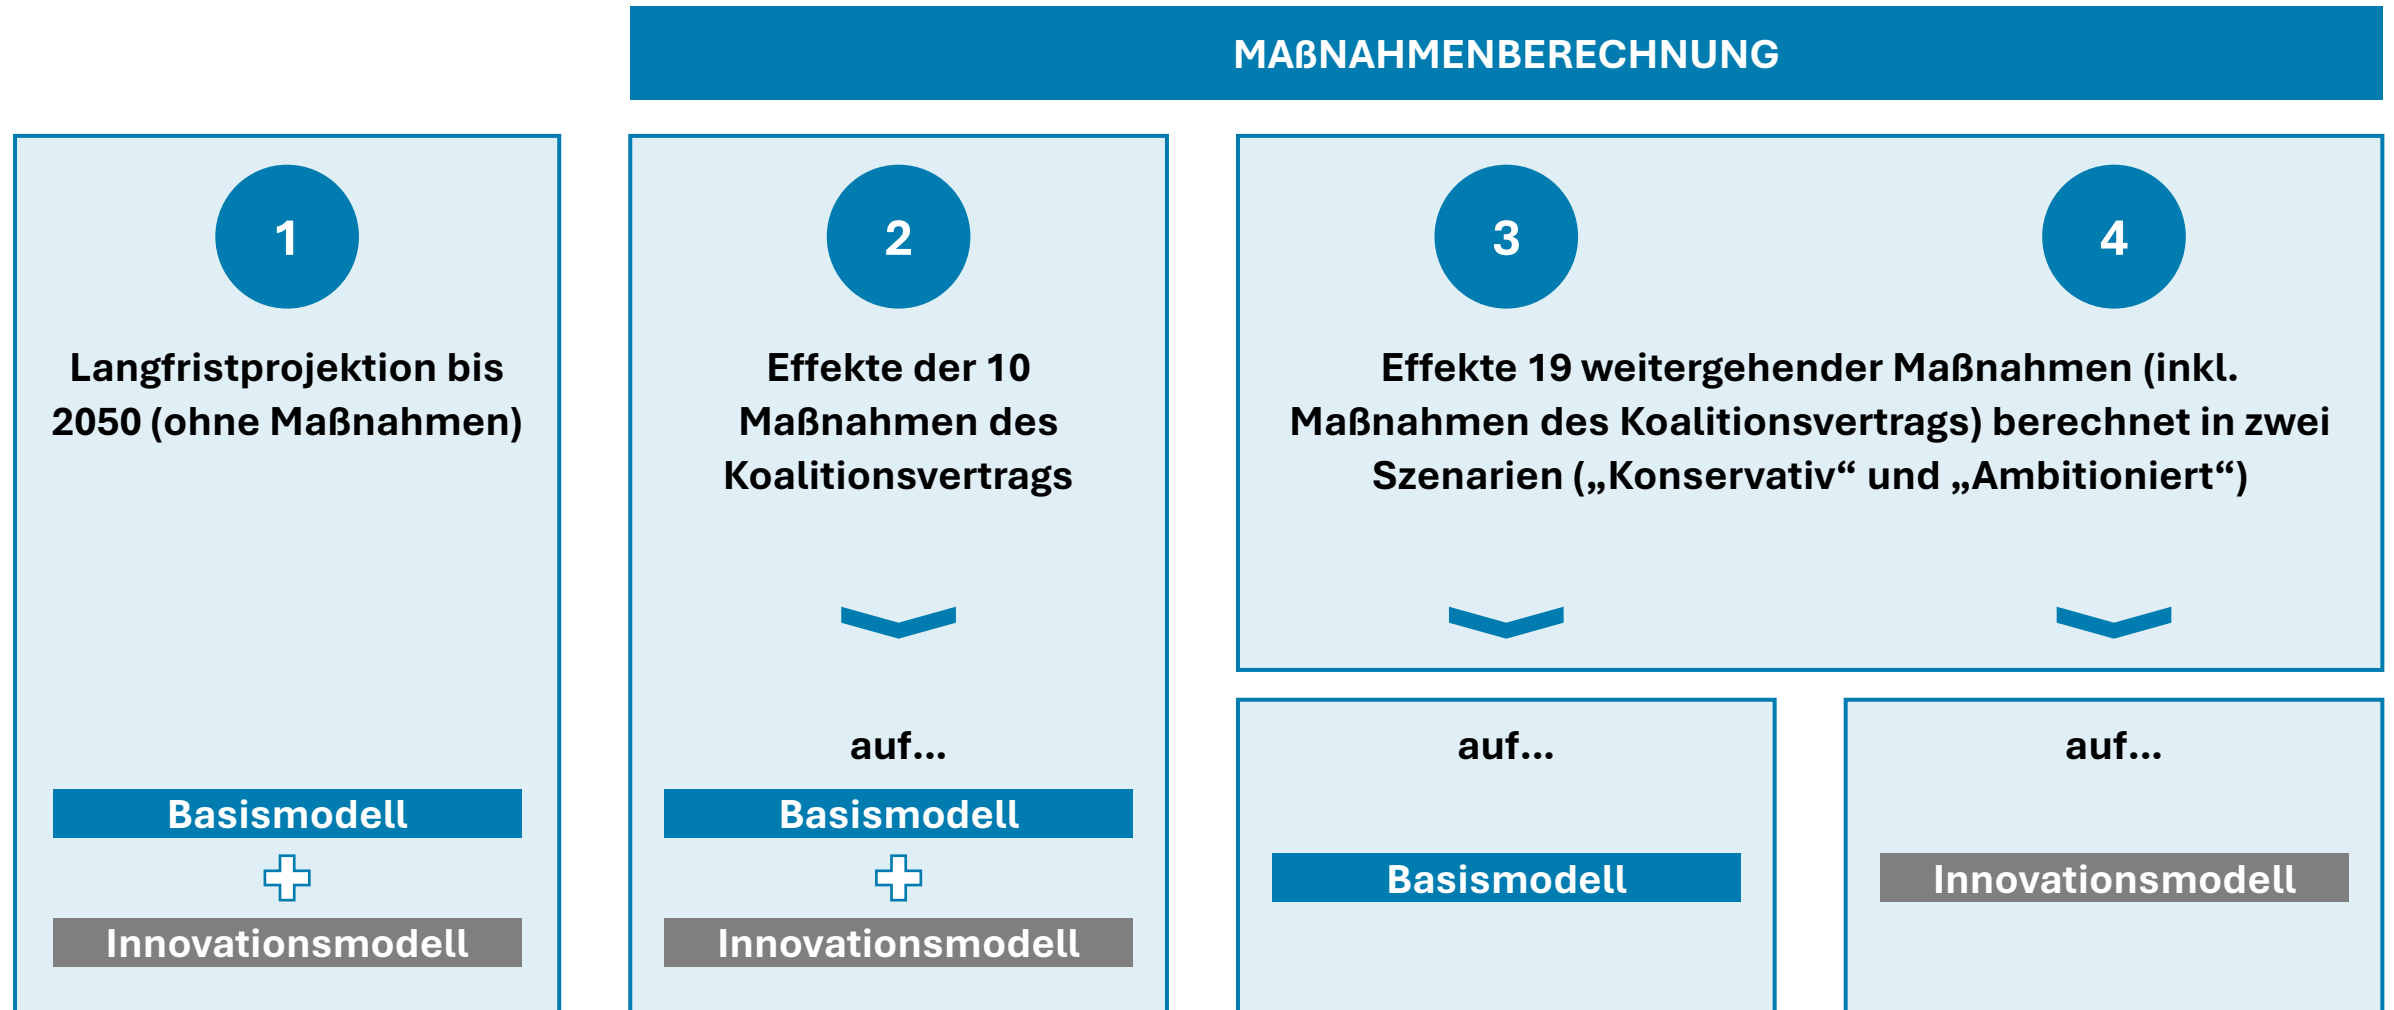 MAßNAHMENBERECHNUNG
1
Langfristprojektion bis
2050 (ohne Maßnahmen)
Basismodell
Innovationsmodell
2
Effekte der 10
Maßnahmen des
Koalitionsvertrags
auf...
Basismodell
Innovationsmodell
3
4
Effekte 19 weitergehender Maßnahmen (inkl.
Maßnahmen des Koalitionsvertrags) berechnet in zwei
Szenarien („Konservativ“ und „Ambitioniert“)
auf...
Basismodell
auf...
Innovationsmodell